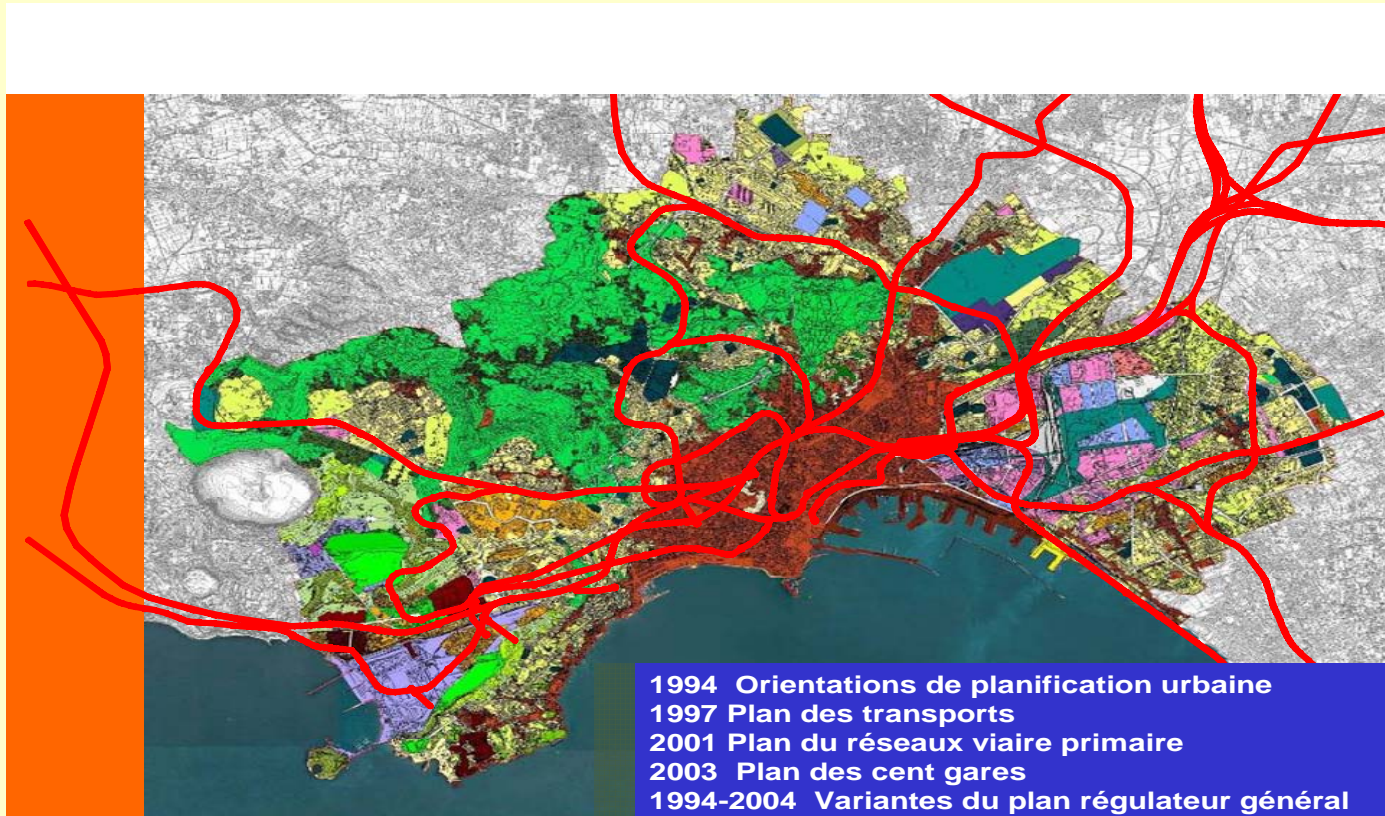 1994 Orientations de planification urbaine
1997 Plan des transports
2001 Plan du réseaux viaire primaire
2003 Plan des cent gares
1994-2004 Variantes du plan régulateur général